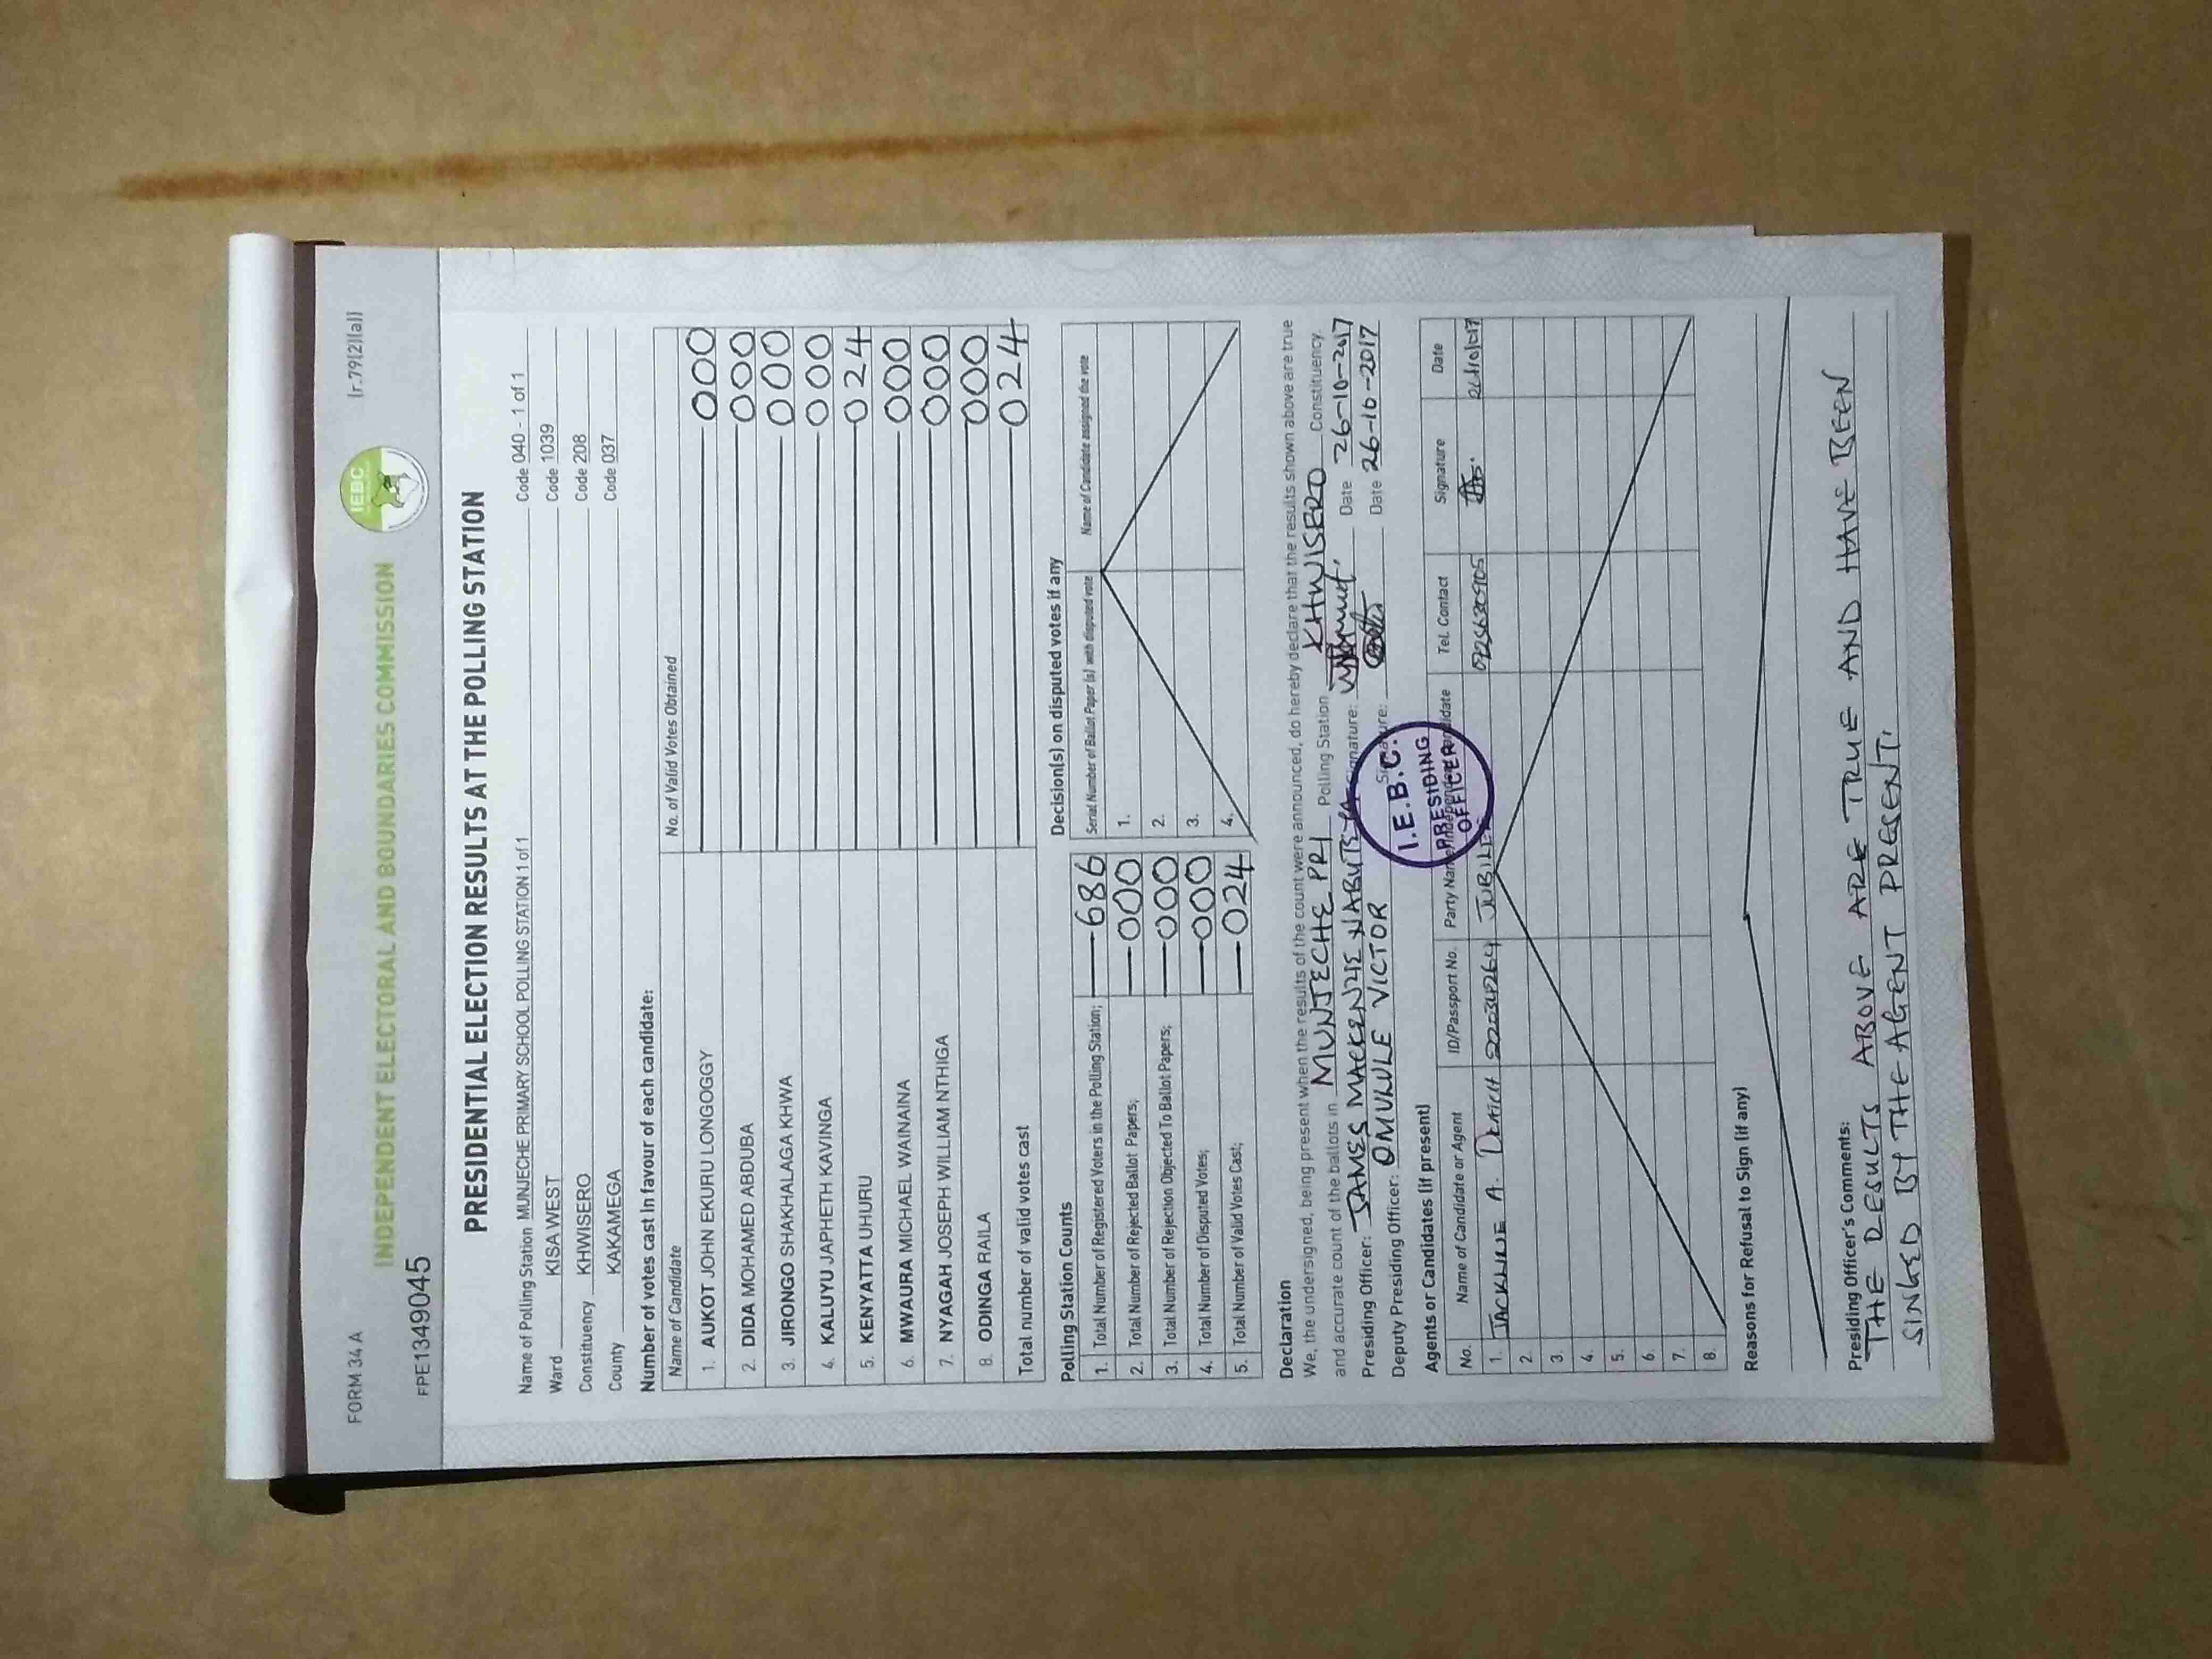 FORM 34 A
(r.79(2)(a))
IEBC
INDEPENDENT ELECTORAL AND BOUNDARIES COMMISSION
FPE1349045
PRESIDENTIAL ELECTION RESULTS AT THE POLLING STATION
Name of Polling Station MUNJECHE PRIMARY SCHOOL POLLING STATION 1 of 1 Code 040 - 1 of 1
Ward KISA WEST Code 1039
Constituency KHWISERO Code 208
County KAKAMEGA Code 037
Number of votes cast in favour of each candidate:
Name of Candidate No. of Valid Votes Obtained
1. AUKOT JOHN EKURU LONGOGGY 000
2. DIDA MOHAMED ABDUBA 000
3. JIRONGO SHAKHALAGA KHWA 000
4. KALUYU JAPHETH KAVINGA 000
5. KENYATTA UHURU 024
6. MWAURA MICHAEL WAINAINA 000
7. NYAGAH JOSEPH WILLIAM NTHIGA 000
8. ODINGA RAILA 000
Total number of valid votes cast 024
Polling Station Counts
1. Total Number of Registered Voters in the Polling Station; 686
2. Total Number of Rejected Ballot Papers; 000
3. Total Number of Rejection Objected To Ballot Papers; 000
4. Total Number of Disputed Votes; 000
5. Total Number of Valid Votes Cast; 024
Decision(s) on disputed votes if any
Serial Number of Ballot Paper (s) with disputed vote Name of Candidate assigned the vote
1.
2.
3.
4.
Declaration
We, the undersigned, being present when the results of the count were announced, do hereby declare that the results shown above are true
and accurate count of the ballots in MUNJECHE PRI Polling Station KHWISERO Constituency.
Presiding Officer: JAMES MACKENZIE Signature: Date 26-10-2017
Deputy Presiding Officer: OMULULE VICTOR Signature: Date 26-10-2017
I.E.B.C. PRESIDING OFFICER
Agents or Candidates (if present)
No. Name of Candidate or Agent ID/Passport No. Party Name/Independent Candidate Tel. Contact Signature Date
1. JACKLINE A. JUBILEE
2.
3.
4.
5.
6.
7.
8.
Reasons for Refusal to Sign (if any)
Presiding Officer's Comments:
THE RESULTS ABOVE ARE TRUE AND HAVE BEEN
SINGED BY THE AGENT PRESENT.